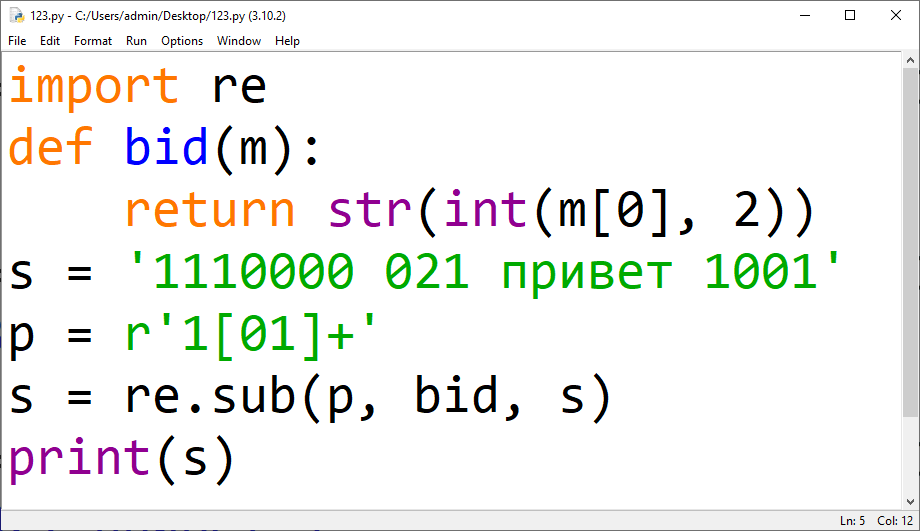 123.py - C:/Users/admin/Desktop/123.py (3.10.2)
File Edit Format Run Options Window Help
import re
def bid(m):
    return str(int(m[0], 2))
s = '1110000 021 привет 1001'
p = r'1[01]+'
s = re.sub(p, bid, s)
print(s)
Ln: 5 Col: 12